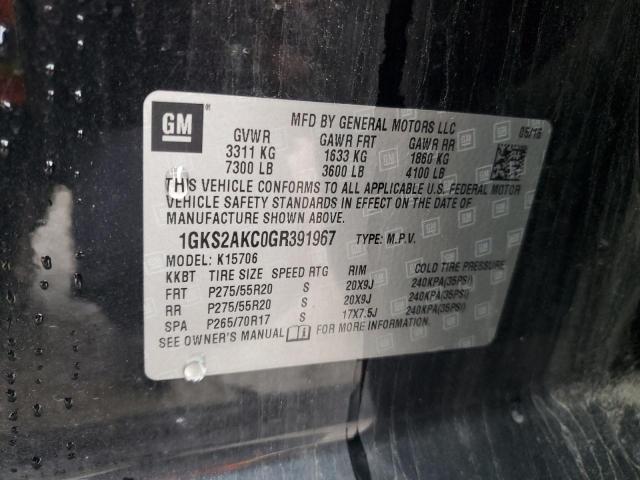 GM
MFD BY GENERAL MOTORS LLC 05/16
GVWR GAWR FRT GAWR RR
3311 KG 1633 KG 1860 KG
7300 LB 3600 LB 4100 LB
THIS VEHICLE CONFORMS TO ALL APPLICABLE U.S. FEDERAL MOTOR
VEHICLE SAFETY STANDARDS IN EFFECT ON THE DATE OF
MANUFACTURE SHOWN ABOVE.
1GKS2AKC0GR391967 TYPE: M.P.V.
MODEL: K15706
KKBT TIRE SIZE SPEED RTG RIM COLD TIRE PRESSURE
FRT P275/55R20 S 20X9J 240KPA(35PSI)
RR P275/55R20 S 20X9J 240KPA(35PSI)
SPA P265/70R17 S 17X7.5J 240KPA(35PSI)
SEE OWNER'S MANUAL FOR MORE INFORMATION.